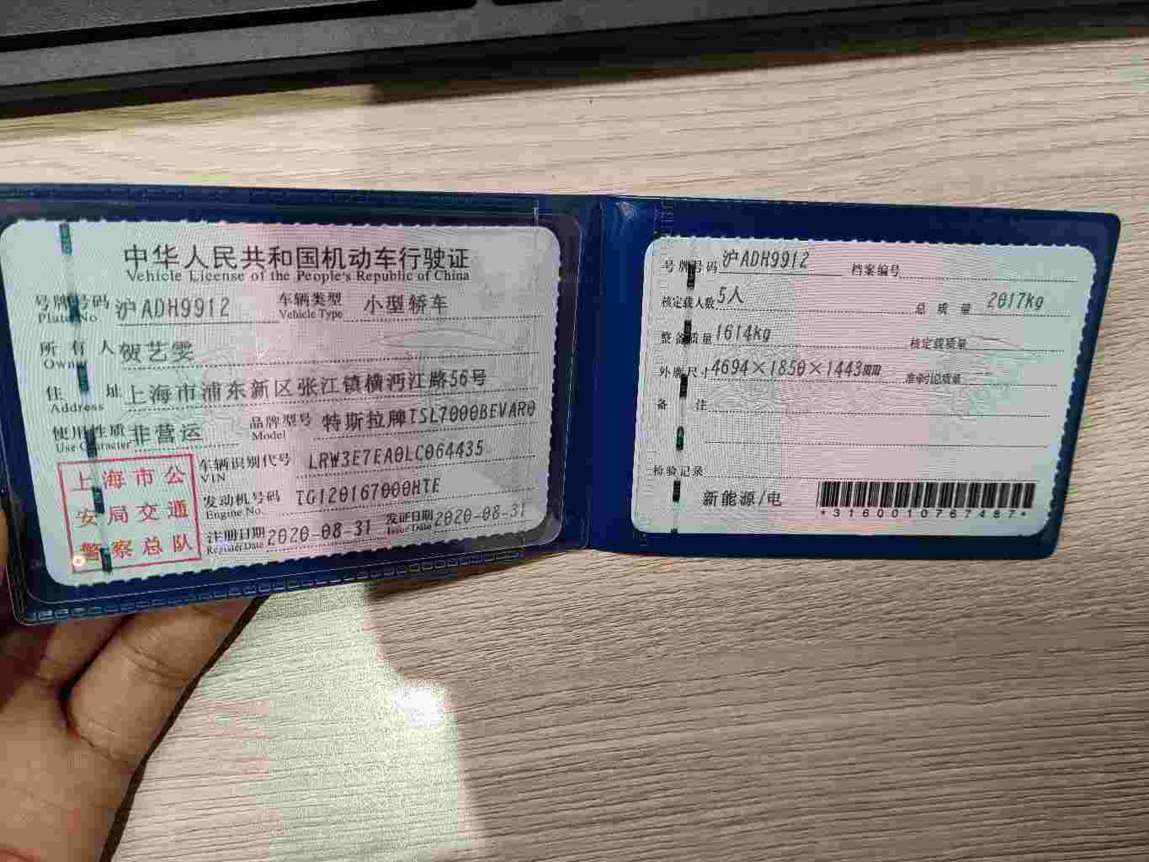 中华人民共和国机动车行驶证
Vehicle License of the People's Republic of China
号牌号码 沪ADH9912 车辆类型 小型轿车
Plate No. Vehicle Type
所有人 贺艺雯
Owner
住址 上海市浦东新区张江镇横沔江路56号
Address
使用性质 非营运 品牌型号 特斯拉牌TSL7000BEVAR0
Use Character Model
车辆识别代号 LRW3E7EA0LC064435
VIN
发动机号码 TG120167000HTE
Engine No.
注册日期 2020-08-31 发证日期 2020-08-31
Register Date Issue Date
上海市公
安局交通
警察总队
号牌号码 沪ADH9912 档案编号
核定载人数 5人 总质量 2017kg
整备质量 1614kg 核定载质量
外廓尺寸 4694×1850×1443mm 准牵引总质量
备注
检验记录
新能源/电
*3160010767487*